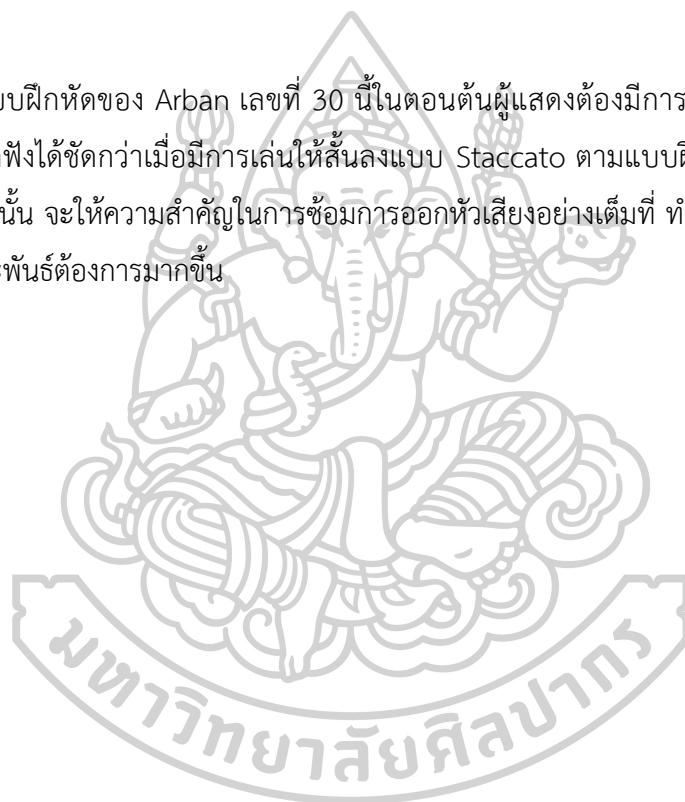 บบฝึกหัดของ Arban เลขที่ 30 นี้ในตอนต้นผู้แสดงต้องมีการ
ฟังได้ชัดกว่าเมื่อมีการเล่นให้สั้นลงแบบ Staccato ตามแบบฝึ
นั้น จะให้ความสำคัญในการซ้อมการออกหัวเสียงอย่างเต็มที่ ทำ
ะพันธ์ต้องการมากขึ้น
มหาวิทยาลัยศิลปากร